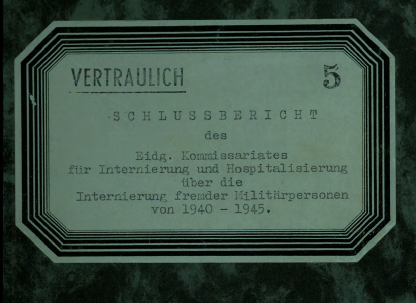 VERTRAULICH 5
SCHLUSSBERICHT
des
Eidg. Kommissariates
für Internierung und Hospitalisierung
über die
Internierung fremder Militärpersonen
von 1940 - 1945.